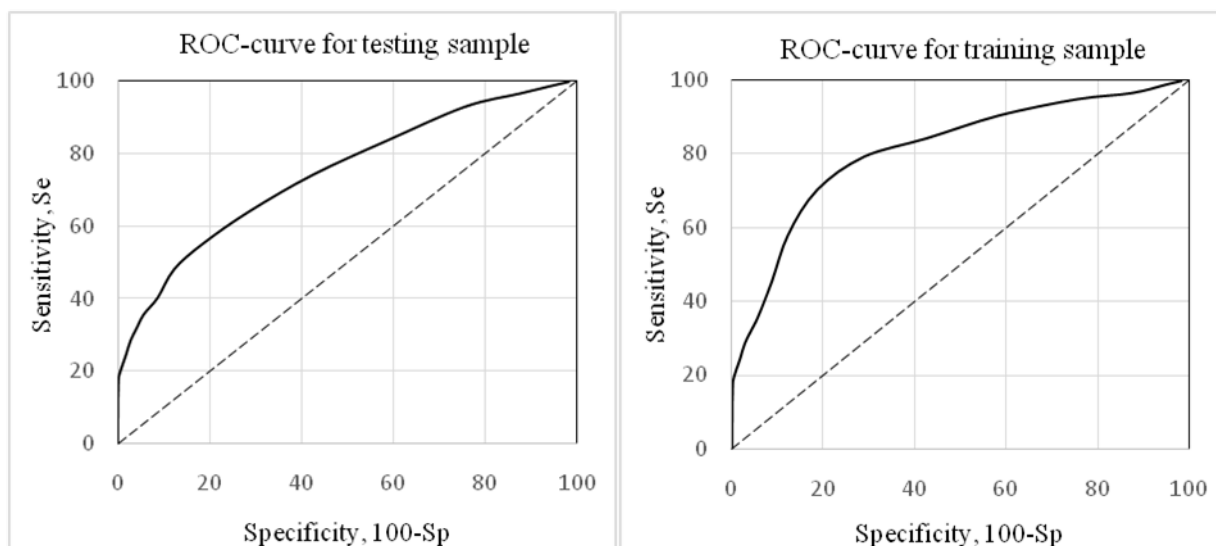 ROC-curve for testing sample
100
80
60
40
20
0
Sensitivity, Se
0 20 40 60 80 100
Specificity, 100-Sp
ROC-curve for training sample
100
80
60
40
20
0
Sensitivity, Se
0 20 40 60 80 100
Specificity, 100-Sp